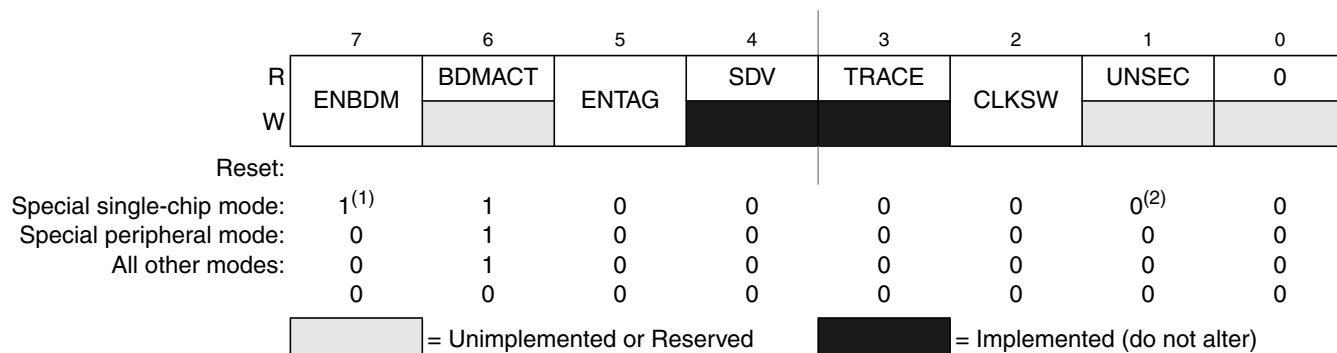 7 6 5 4 3 2 1 0
R ENBDM BDMACT ENTAG SDV TRACE CLKSW UNSEC 0
W
Reset:
Special single-chip mode: 1(1) 1 0 0 0 0 0(2) 0
Special peripheral mode: 0 1 0 0 0 0 0 0
All other modes: 0 1 0 0 0 0 0 0
0 0 0 0 0 0 0 0
= Unimplemented or Reserved = Implemented (do not alter)